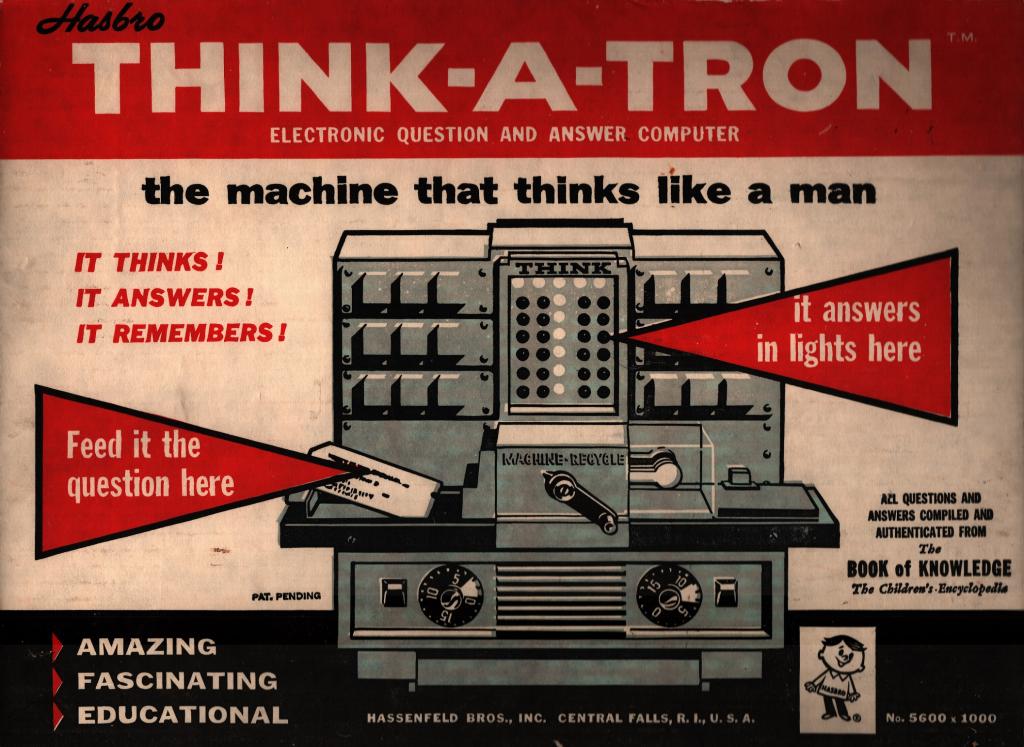 Hasbro
THINK-A-TRON
T.M.
ELECTRONIC QUESTION AND ANSWER COMPUTER
the machine that thinks like a man
IT THINKS!
IT ANSWERS!
IT REMEMBERS!
THINK
it answers
in lights here
Feed it the
question here
MACHINE-RECYCLE
ALL QUESTIONS AND
ANSWERS COMPILED AND
AUTHENTICATED FROM
The
BOOK of KNOWLEDGE
The Children's Encyclopedia
5
0
15
15
10
5
0
PAT. PENDING
AMAZING
FASCINATING
EDUCATIONAL
HASBRO
®
HASSENFELD BROS., INC. CENTRAL FALLS, R. I., U. S. A.
No. 5600 x 1000